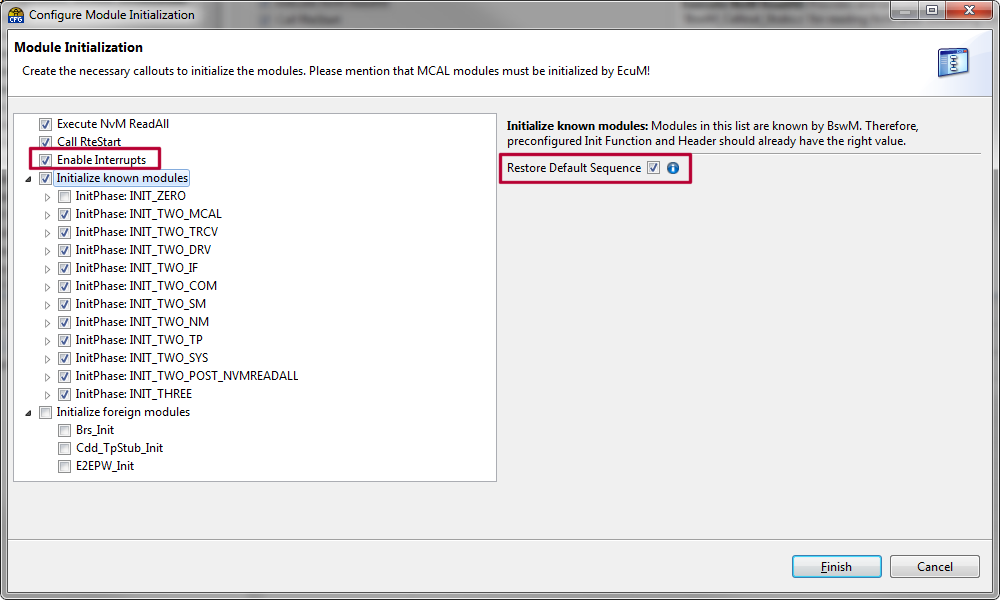 Configure Module Initialization
Module Initialization
Create the necessary callouts to initialize the modules. Please mention that MCAL modules must be initialized by EcuM!
Execute NvM ReadAll
Call RteStart
Enable Interrupts
Initialize known modules
InitPhase: INIT_ZERO
InitPhase: INIT_TWO_MCAL
InitPhase: INIT_TWO_TRCV
InitPhase: INIT_TWO_DRV
InitPhase: INIT_TWO_IF
InitPhase: INIT_TWO_COM
InitPhase: INIT_TWO_SM
InitPhase: INIT_TWO_NM
InitPhase: INIT_TWO_TP
InitPhase: INIT_TWO_SYS
InitPhase: INIT_TWO_POST_NVMREADALL
InitPhase: INIT_THREE
Initialize foreign modules
Brs_Init
Cdd_TpStub_Init
E2EPW_Init
Initialize known modules: Modules in this list are known by BswM. Therefore,
preconfigured Init Function and Header should already have the right value.
Restore Default Sequence
Finish
Cancel